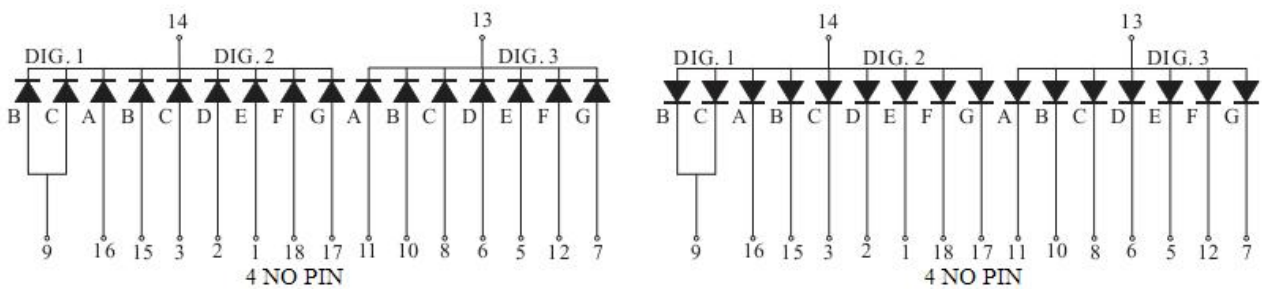 14 13 14 13
DIG. 1 DIG. 2 DIG. 3 DIG. 1 DIG. 2 DIG. 3
B C A B C D E F G A B C D E F G B C A B C D E F G A B C D E F G
9 16 15 3 2 1 18 17 11 10 8 6 5 12 7 9 16 15 3 2 1 18 17 11 10 8 6 5 12 7
4 NO PIN 4 NO PIN